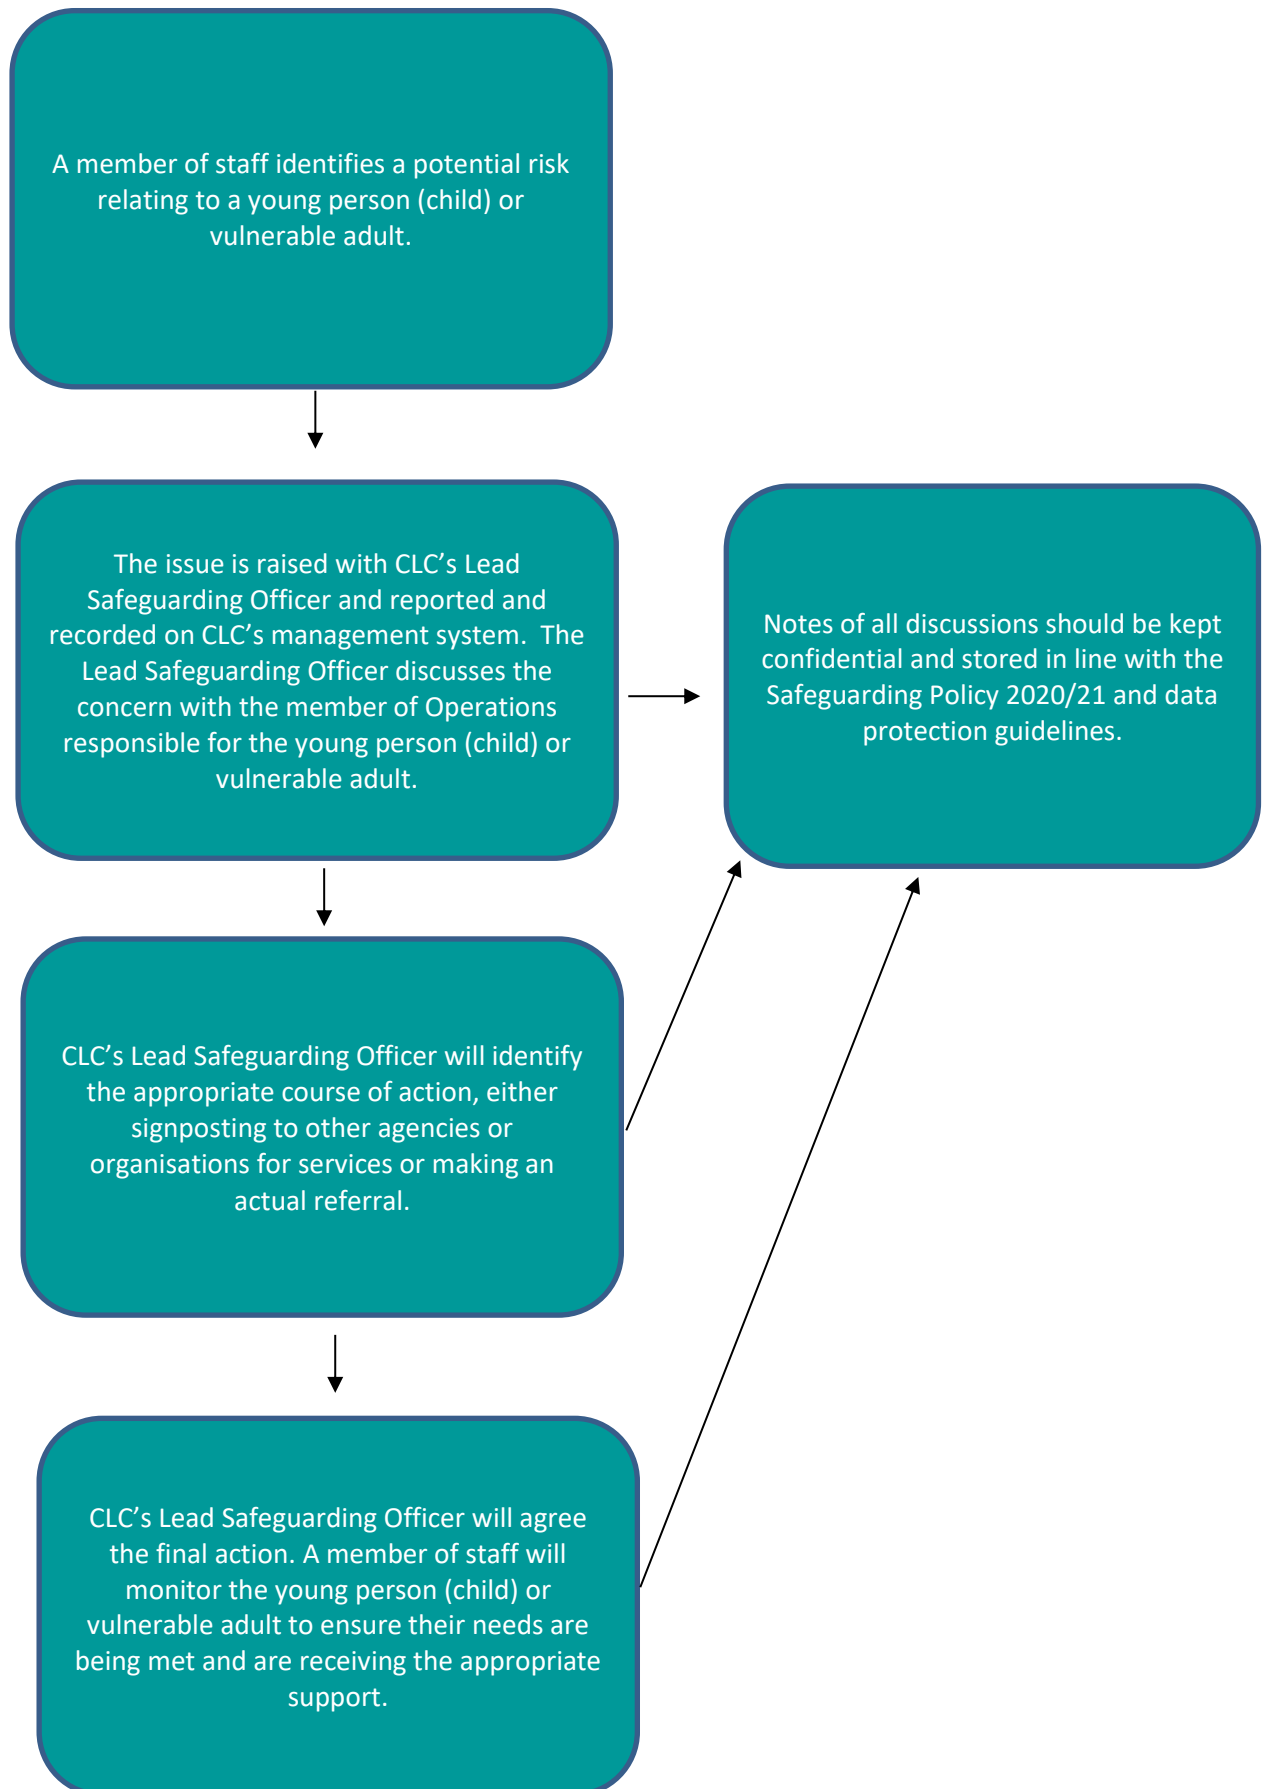 A member of staff identifies a potential risk
relating to a young person (child) or
vulnerable adult.
The issue is raised with CLC’s Lead
Safeguarding Officer and reported and
recorded on CLC’s management system.  The
Lead Safeguarding Officer discusses the
concern with the member of Operations
responsible for the young person (child) or
vulnerable adult.
Notes of all discussions should be kept
confidential and stored in line with the
Safeguarding Policy 2020/21 and data
protection guidelines.
CLC’s Lead Safeguarding Officer will identify
the appropriate course of action, either
signposting to other agencies or
organisations for services or making an
actual referral.
CLC’s Lead Safeguarding Officer will agree
the final action. A member of staff will
monitor the young person (child) or
vulnerable adult to ensure their needs are
being met and are receiving the appropriate
support.